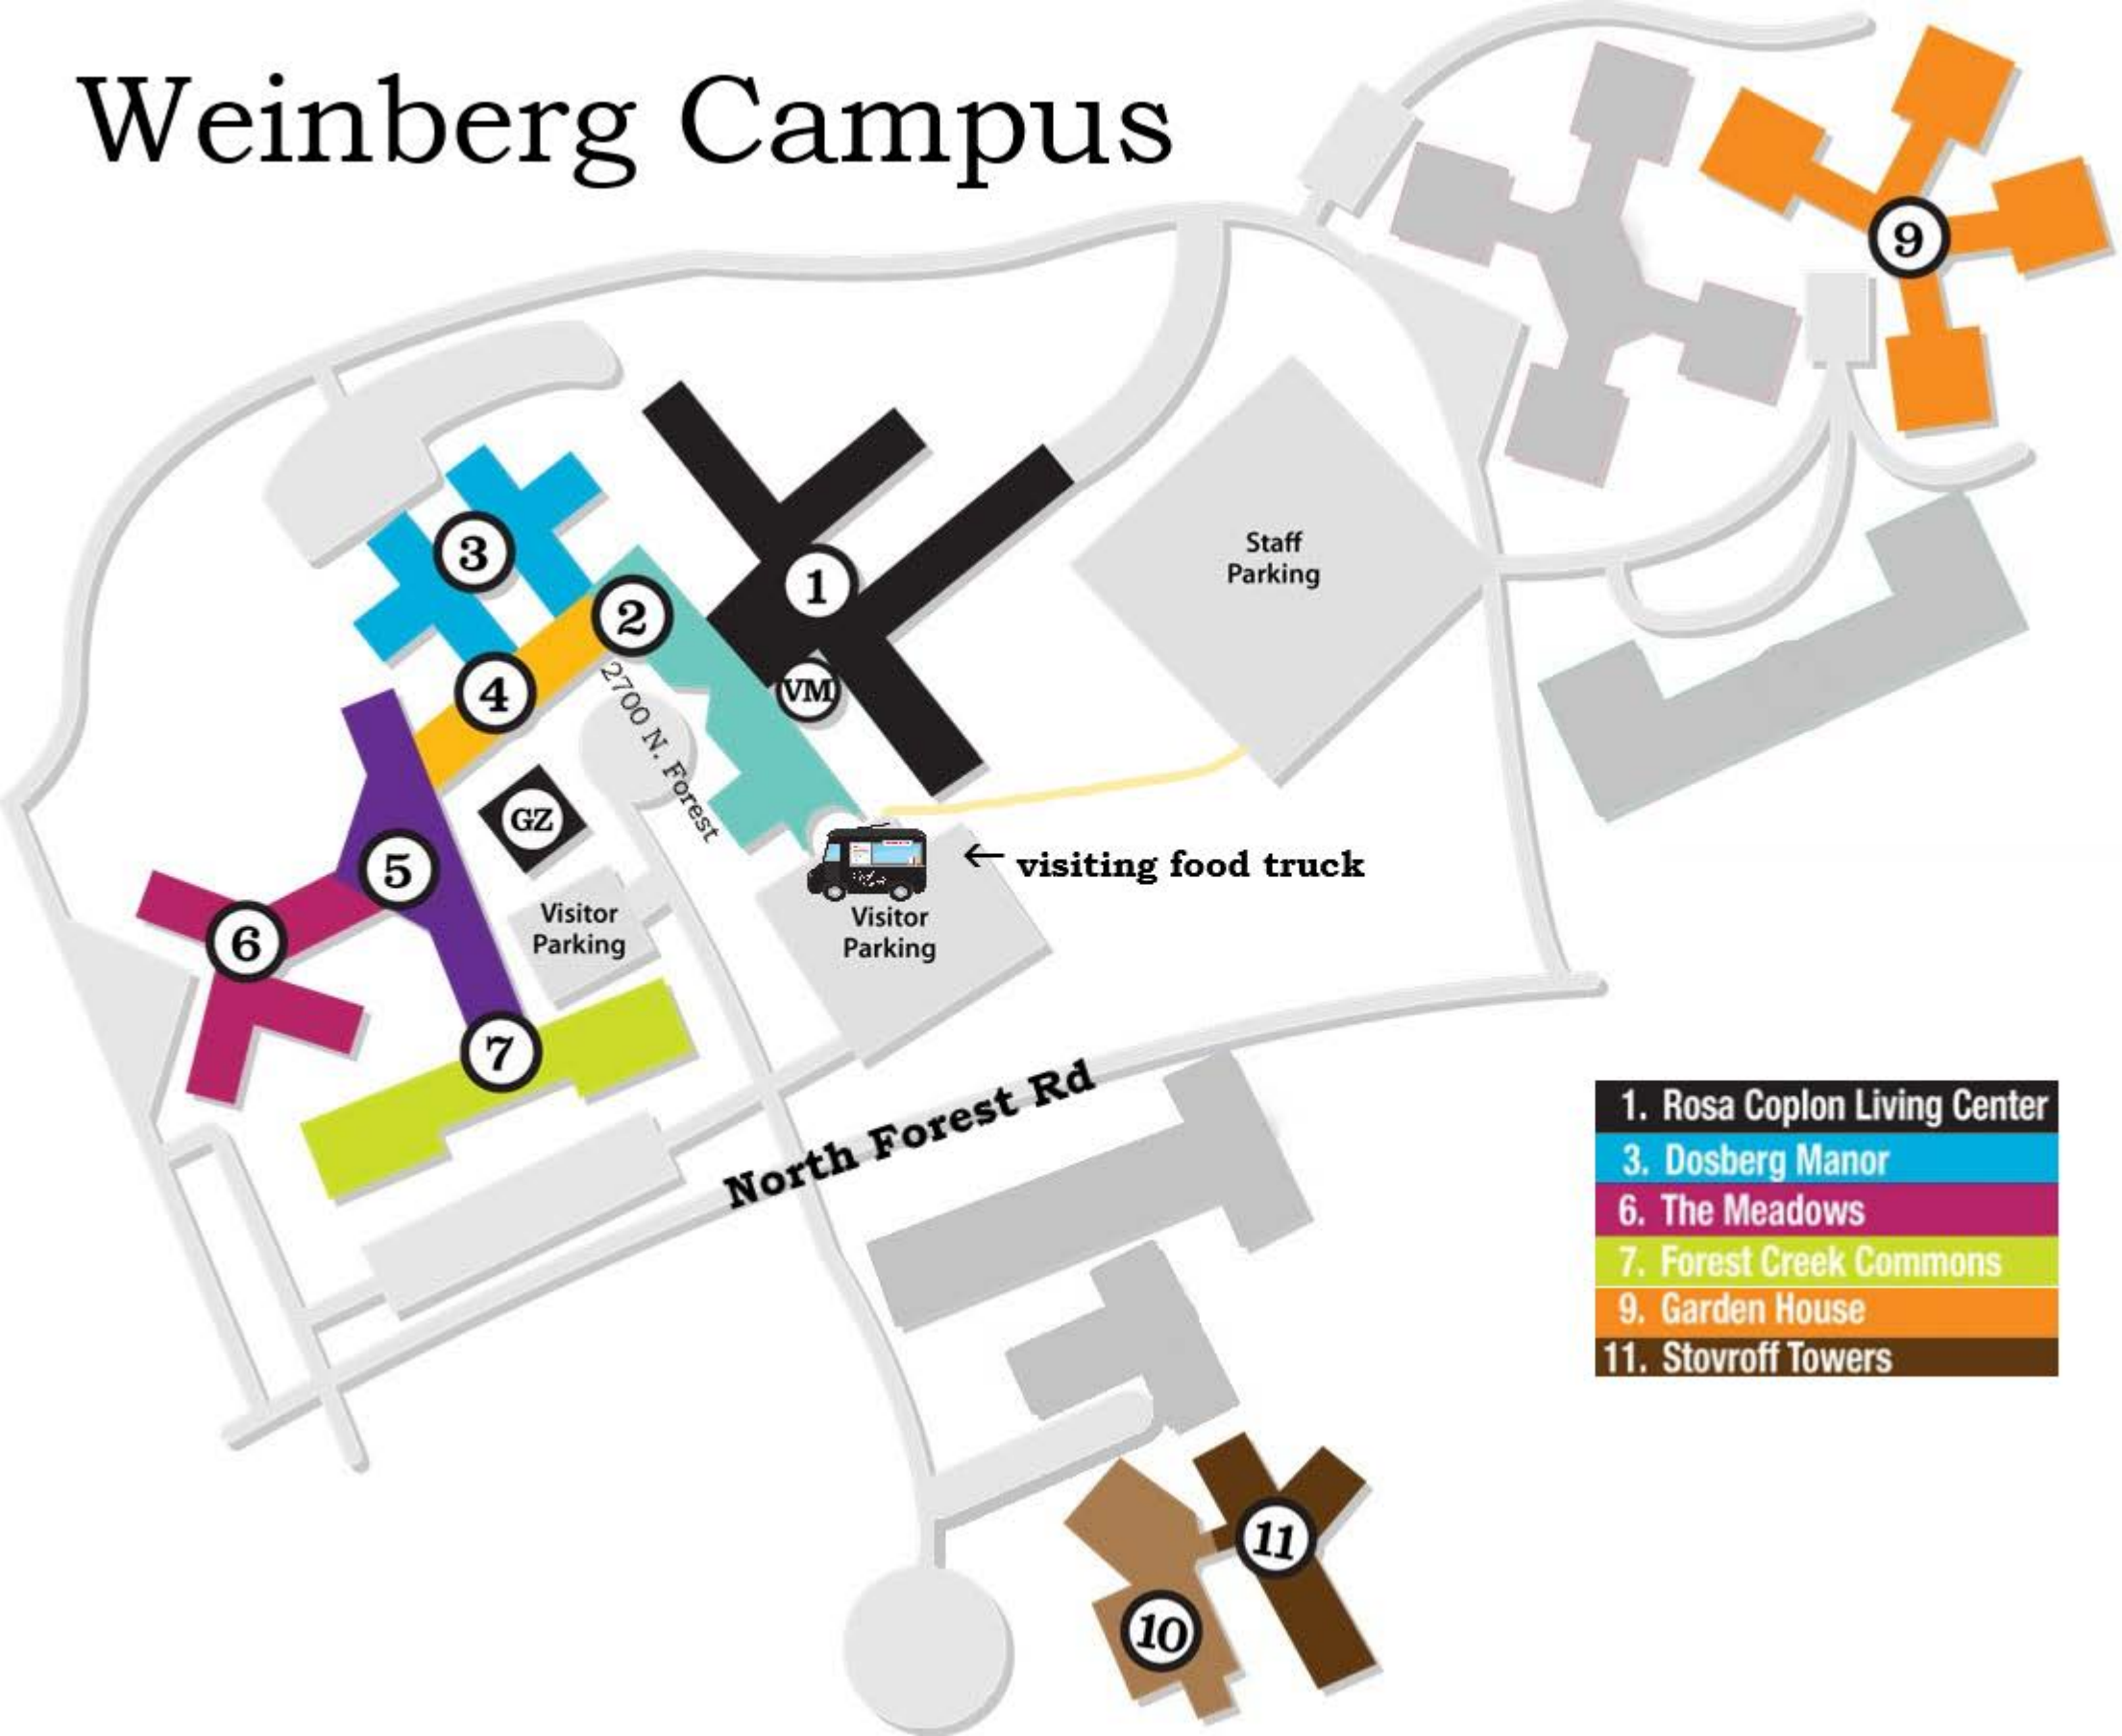 Weinberg Campus
9
Staff
Parking
3
1
2
4
VM
2700 N. Forest
GZ
5
visiting food truck
Visitor
Parking
Visitor
Parking
6
7
North Forest Rd
1. Rosa Coplon Living Center
3. Dosberg Manor
6. The Meadows
7. Forest Creek Commons
9. Garden House
11. Stovroff Towers
11
10